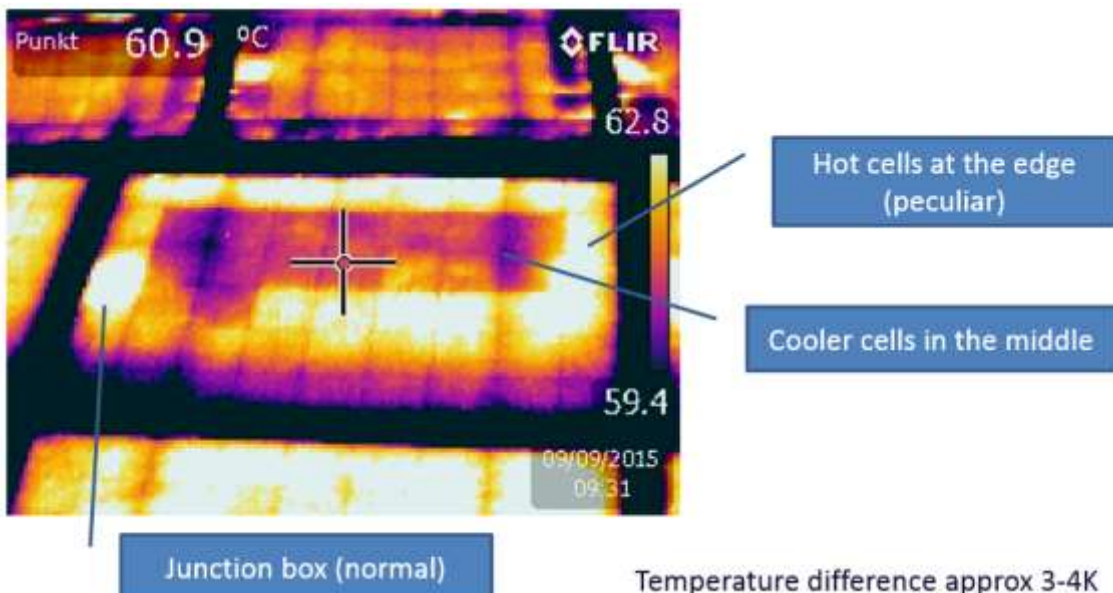 Punkt 60.9 ºC
FLIR
62.8
Hot cells at the edge
(peculiar)
Cooler cells in the middle
59.4
09/09/2015
09:31
Junction box (normal)
Temperature difference approx 3-4K